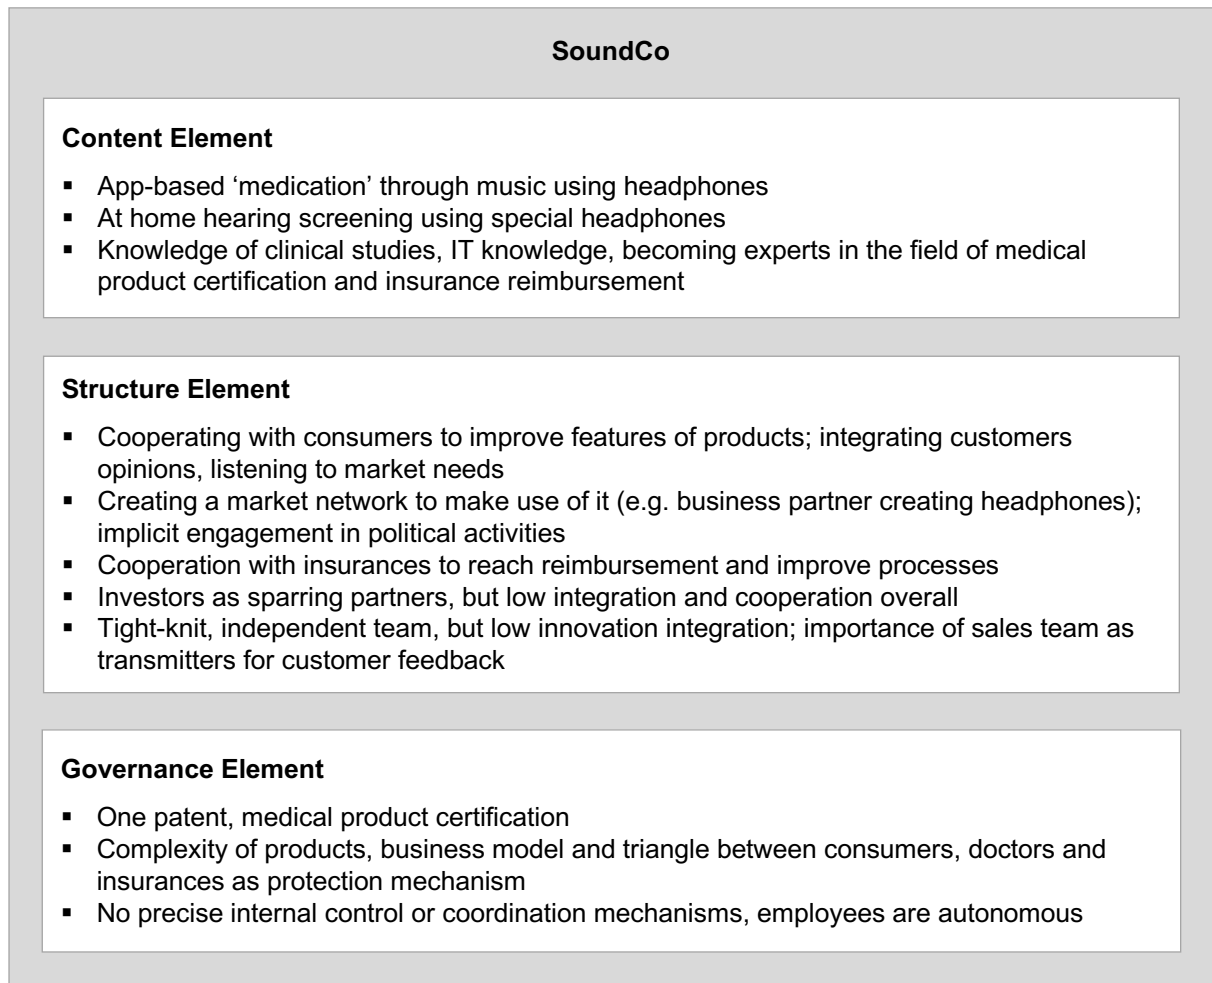 SoundCo
Content Element
▪ App-based ‘medication’ through music using headphones
▪ At home hearing screening using special headphones
▪ Knowledge of clinical studies, IT knowledge, becoming experts in the field of medical
product certification and insurance reimbursement
Structure Element
▪ Cooperating with consumers to improve features of products; integrating customers
opinions, listening to market needs
▪ Creating a market network to make use of it (e.g. business partner creating headphones);
implicit engagement in political activities
▪ Cooperation with insurances to reach reimbursement and improve processes
▪ Investors as sparring partners, but low integration and cooperation overall
▪ Tight-knit, independent team, but low innovation integration; importance of sales team as
transmitters for customer feedback
Governance Element
▪ One patent, medical product certification
▪ Complexity of products, business model and triangle between consumers, doctors and
insurances as protection mechanism
▪ No precise internal control or coordination mechanisms, employees are autonomous